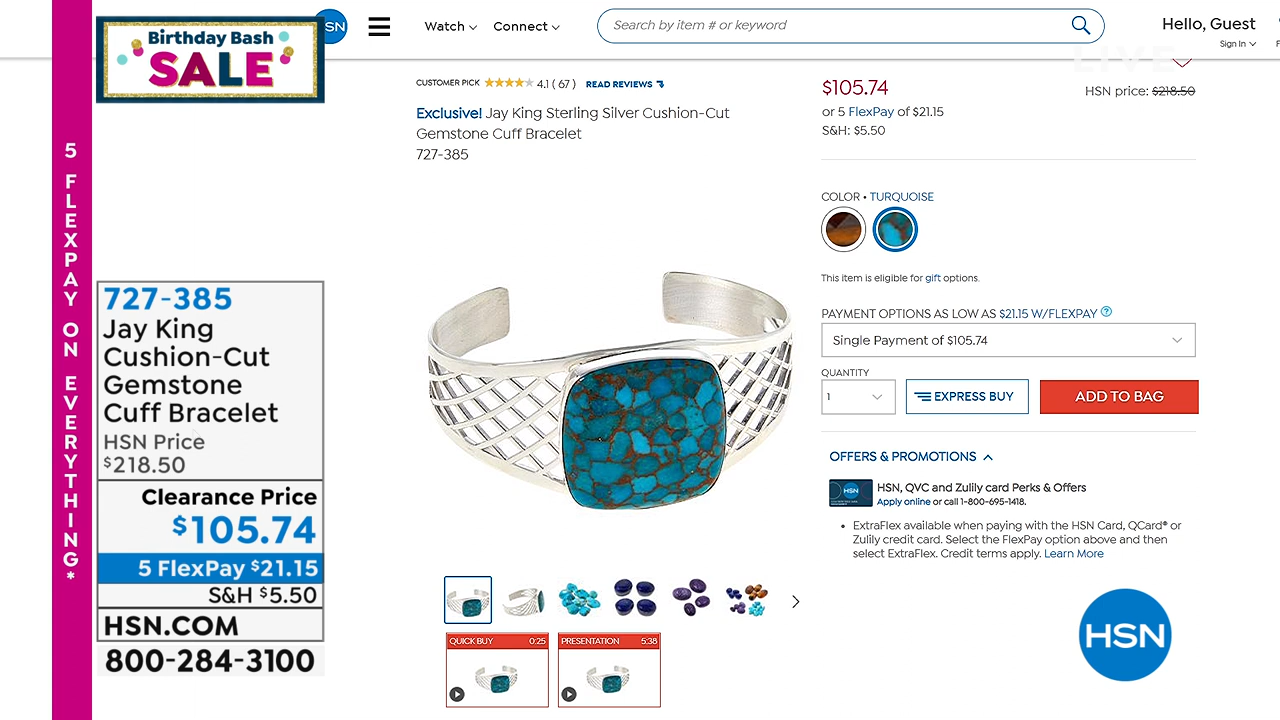 Birthday Bash
SALE
5 FLEXPAY ON EVERYTHING*
727-385
Jay King
Cushion-Cut
Gemstone
Cuff Bracelet
HSN Price
$218.50
Clearance Price
$105.74
5 FlexPay $21.15
S&H $5.50
HSN.COM
800-284-3100
SN
Watch
Connect
Search by item # or keyword
Hello, Guest
Sign In
LIVE
CUSTOMER PICK 4.1 ( 67 ) READ REVIEWS
Exclusive! Jay King Sterling Silver Cushion-Cut
Gemstone Cuff Bracelet
727-385
$105.74
HSN price: $218.50
or 5 FlexPay of $21.15
S&H: $5.50
COLOR • TURQUOISE
This item is eligible for gift options.
PAYMENT OPTIONS AS LOW AS $21.15 W/FLEXPAY ?
Single Payment of $105.74
QUANTITY
1
EXPRESS BUY
ADD TO BAG
OFFERS & PROMOTIONS
HSN
HSN, QVC and Zulily card Perks & Offers
Apply online or call 1-800-695-1418.
• ExtraFlex available when paying with the HSN Card, QCard® or
Zulily credit card. Select the FlexPay option above and then
select ExtraFlex. Credit terms apply. Learn More
QUICK BUY 0:25
PRESENTATION 5:38
HSN